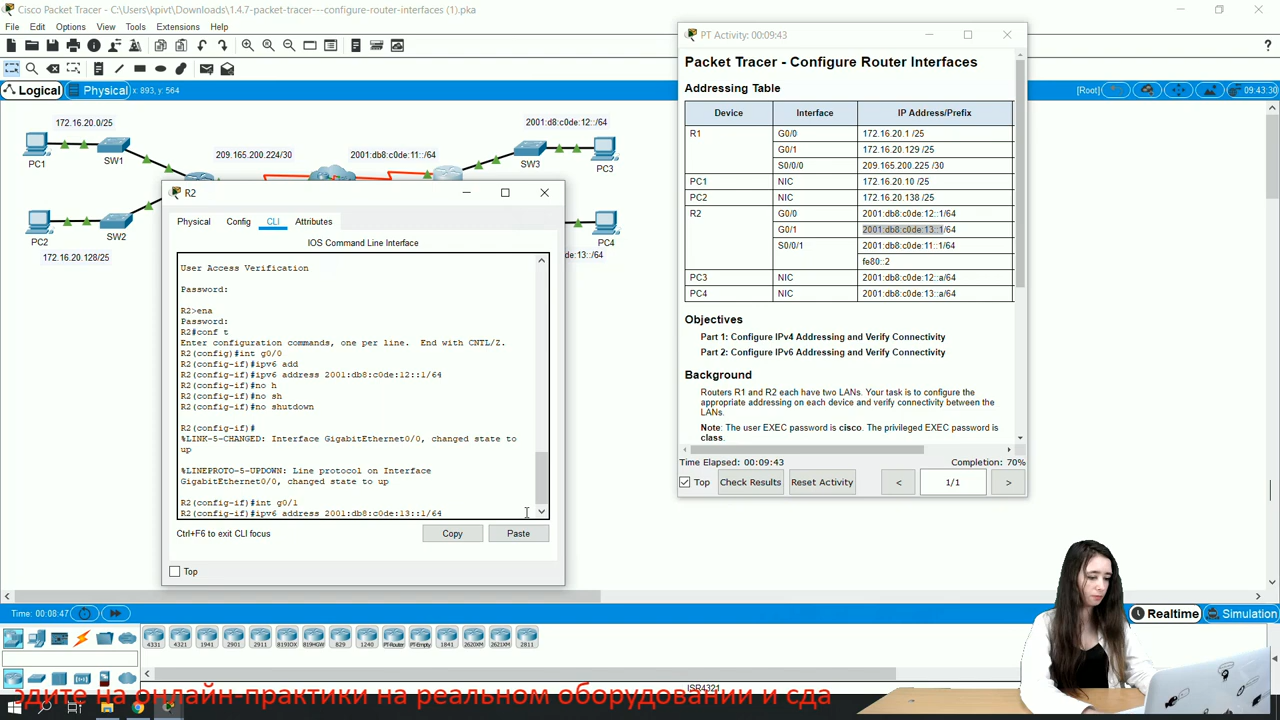 Cisco Packet Tracer - C:\Users\kpivt\Downloads\1.4.7-packet-tracer---configure-router-interfaces (1).pka
File Edit Options View Tools Extensions Help
Logical Physical x: 893, y: 564
[Root] 09:43:30
172.16.20.0/25
PC1
SW1
209.165.200.224/30
2001:db8:c0de:11::/64
2001:d8:c0de:12::/64
SW3
PC3
PC2
SW2
172.16.20.128/25
PC4
:de:13::/64
R2
Physical Config CLI Attributes
IOS Command Line Interface
User Access Verification
Password:
R2>ena
Password:
R2#conf t
Enter configuration commands, one per line. End with CNTL/Z.
R2(config)#int g0/0
R2(config-if)#ipv6 add
R2(config-if)#ipv6 address 2001:db8:c0de:12::1/64
R2(config-if)#no h
R2(config-if)#no sh
R2(config-if)#no shutdown
R2(config-if)#
%LINK-5-CHANGED: Interface GigabitEthernet0/0, changed state to
up
%LINEPROTO-5-UPDOWN: Line protocol on Interface
GigabitEthernet0/0, changed state to up
R2(config-if)#int g0/1
R2(config-if)#ipv6 address 2001:db8:c0de:13::1/64
Ctrl+F6 to exit CLI focus
Copy Paste
Top
PT Activity: 00:09:43
Packet Tracer - Configure Router Interfaces
Addressing Table
Device Interface IP Address/Prefix
R1 G0/0 172.16.20.1 /25
G0/1 172.16.20.129 /25
S0/0/0 209.165.200.225 /30
PC1 NIC 172.16.20.10 /25
PC2 NIC 172.16.20.138 /25
R2 G0/0 2001:db8:c0de:12::1/64
G0/1 2001:db8:c0de:13::1/64
S0/0/1 2001:db8:c0de:11::1/64
fe80::2
PC3 NIC 2001:db8:c0de:12::a/64
PC4 NIC 2001:db8:c0de:13::a/64
Objectives
Part 1: Configure IPv4 Addressing and Verify Connectivity
Part 2: Configure IPv6 Addressing and Verify Connectivity
Background
Routers R1 and R2 each have two LANs. Your task is to configure the
appropriate addressing on each device and verify connectivity between the
LANs.
Note: The user EXEC password is cisco. The privileged EXEC password is
class.
Time Elapsed: 00:09:43 Completion: 70%
Top Check Results Reset Activity < 1/1 >
Time: 00:08:47
Realtime Simulation
4331 4321 1941 2901 2911 819IOX 819HGW 829 1240 PT-Router PT-Empty 1841 2620XM 2621XM 2811
ISR4321
эдите на онлайн-практики на реальном оборудовании и сда